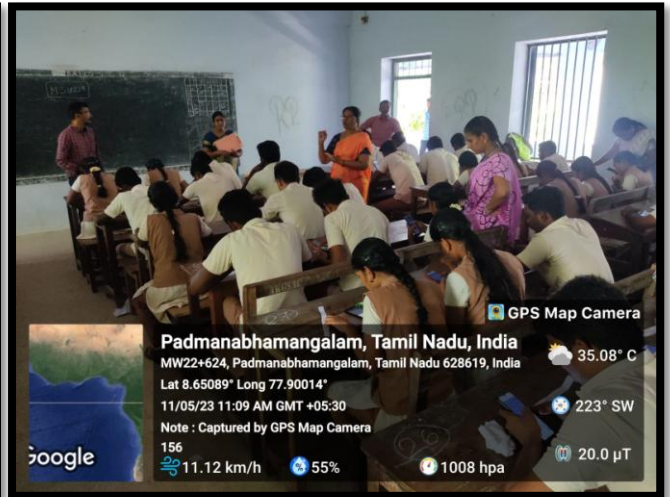 GPS Map Camera
Padmanabhamangalam, Tamil Nadu, India
MW22+624, Padmanabhamangalam, Tamil Nadu 628619, India
Lat 8.65089° Long 77.90014°
11/05/23 11:09 AM GMT +05:30
Note : Captured by GPS Map Camera
156
35.08° C
223° SW
11.12 km/h
55%
1008 hpa
20.0 µT
Google